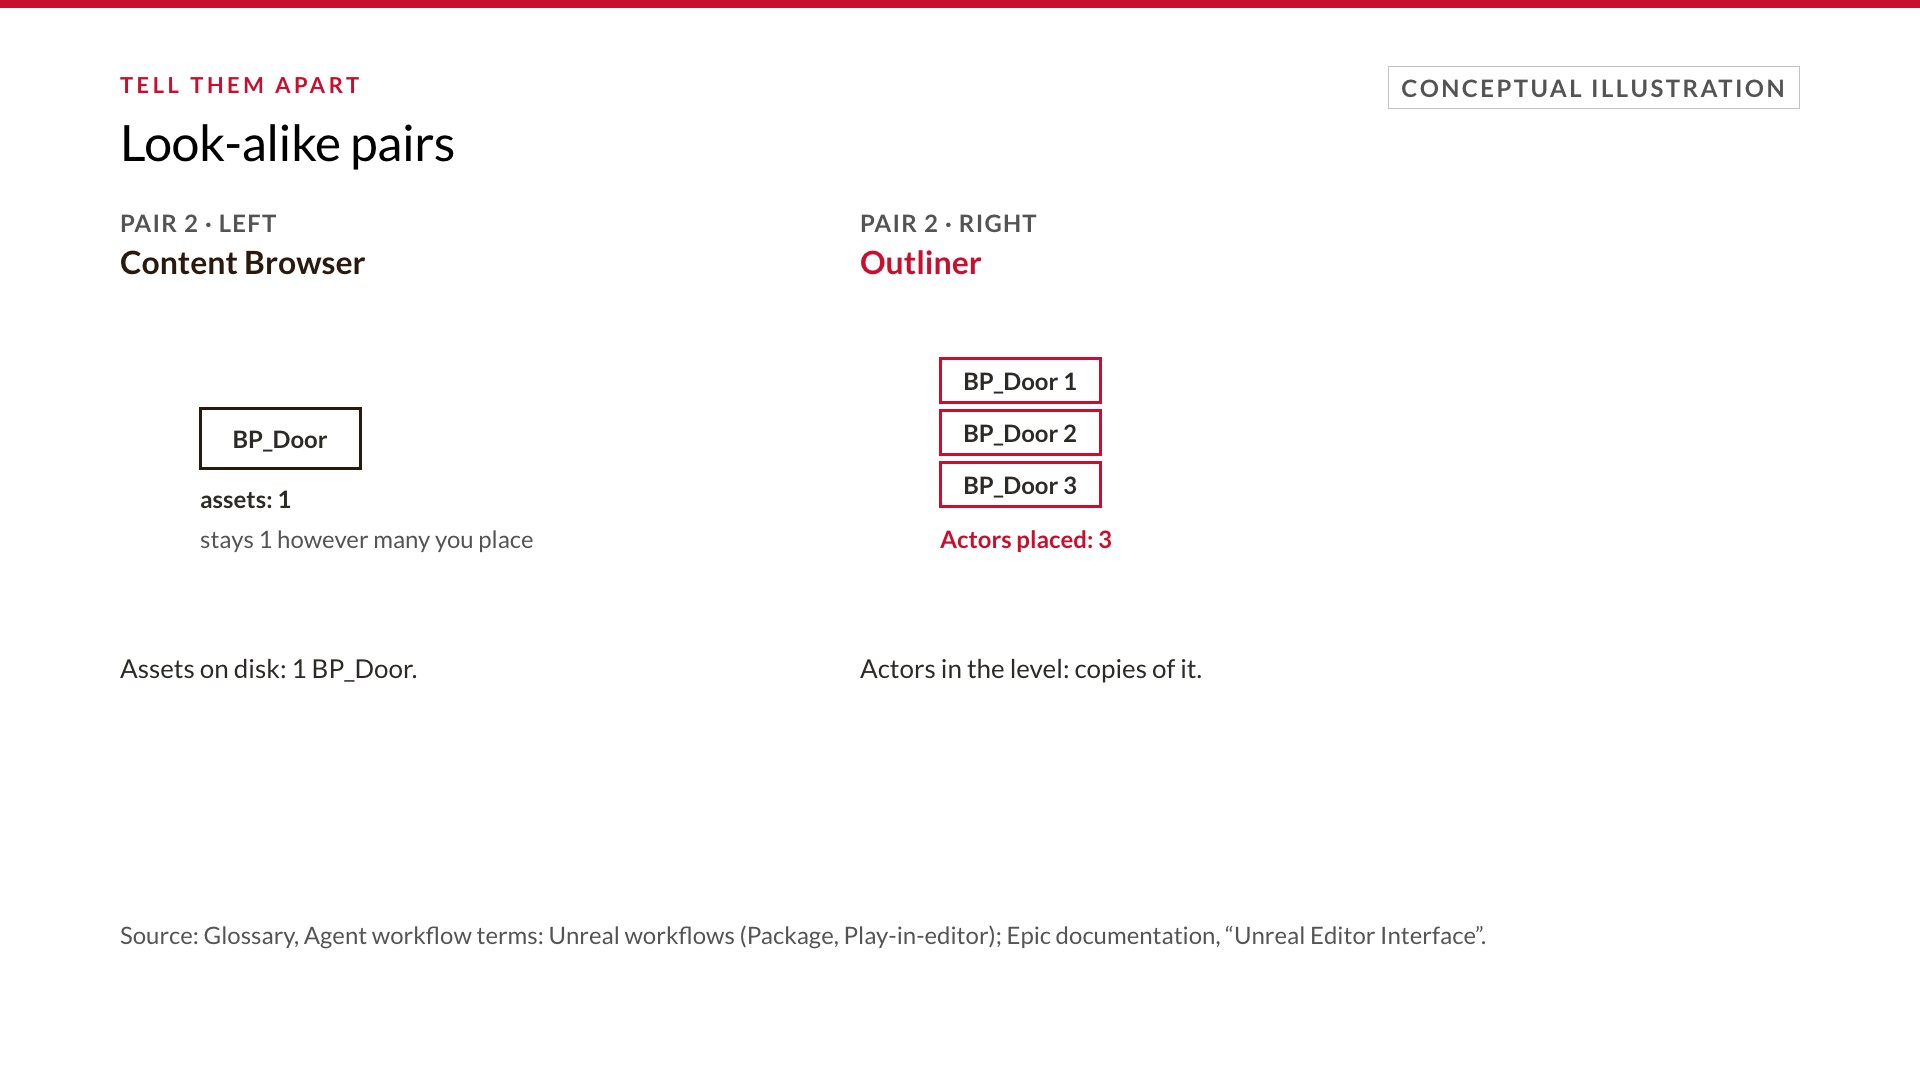 TELL THEM APART
CONCEPTUAL ILLUSTRATION
Look-alike pairs
PAIR 2 · LEFT
Content Browser
BP_Door
assets: 1
stays 1 however many you place
Assets on disk: 1 BP_Door.
PAIR 2 · RIGHT
Outliner
BP_Door 1
BP_Door 2
BP_Door 3
Actors placed: 3
Actors in the level: copies of it.
Source: Glossary, Agent workflow terms: Unreal workflows (Package, Play-in-editor); Epic documentation, “Unreal Editor Interface”.